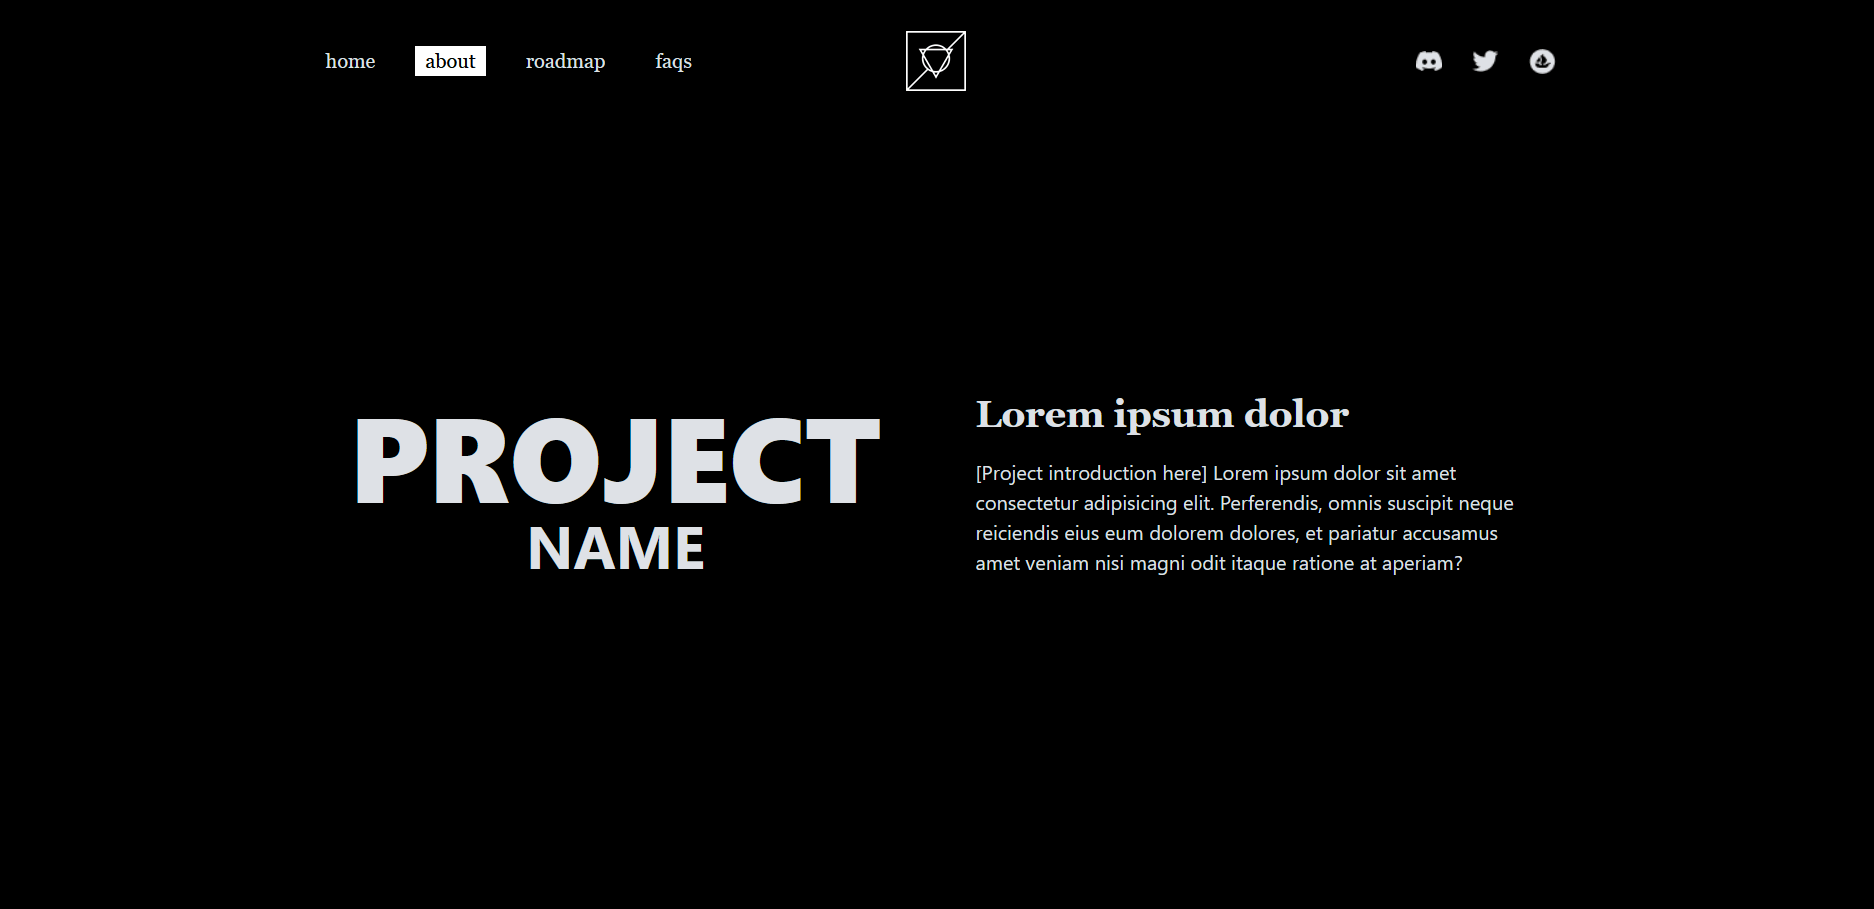 home about roadmap faqs
PROJECT
NAME
Lorem ipsum dolor
[Project introduction here] Lorem ipsum dolor sit amet
consectetur adipisicing elit. Perferendis, omnis suscipit neque
reiciendis eius eum dolorem dolores, et pariatur accusamus
amet veniam nisi magni odit itaque ratione at aperiam?